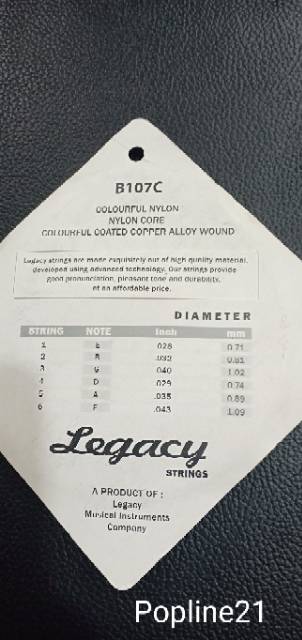 B107C
COLOURFUL NYLON
NYLON CORE
COLOURFUL COATED COPPER ALLOY WOUND
Legacy strings are made exquisitely out of high quality material,
developed using advanced technology. Our strings provide
good pronunciation, pleasant tone and durability,
at an affordable price.
DIAMETER
STRING NOTE Inch mm
1 E .028 0.71
2 .032 0.81
3 G .040 1.02
4 D .029 0.74
5 A .035 0.89
6 .043 1.09
Legacy
STRINGS
A PRODUCT OF :
Legacy
Musical Instruments
Company
Popline21